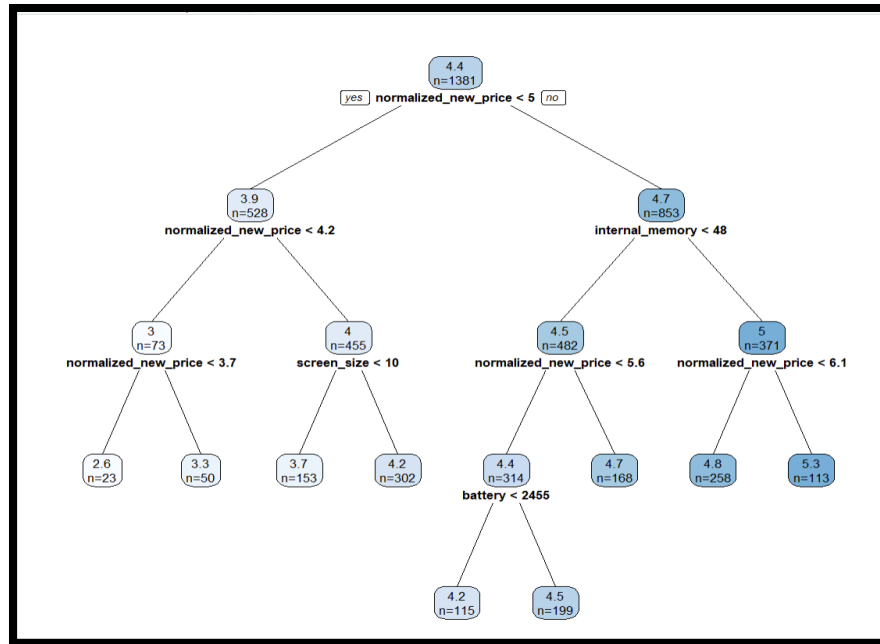 4.4
n=1381
yes normalized_new_price < 5 no
3.9
n=528
normalized_new_price < 4.2
4.7
n=853
internal_memory < 48
3
n=73
normalized_new_price < 3.7
4
n=455
screen_size < 10
4.5
n=482
normalized_new_price < 5.6
5
n=371
normalized_new_price < 6.1
2.6
n=23
3.3
n=50
3.7
n=153
4.2
n=302
4.4
n=314
battery < 2455
4.7
n=168
4.8
n=258
5.3
n=113
4.2
n=115
4.5
n=199